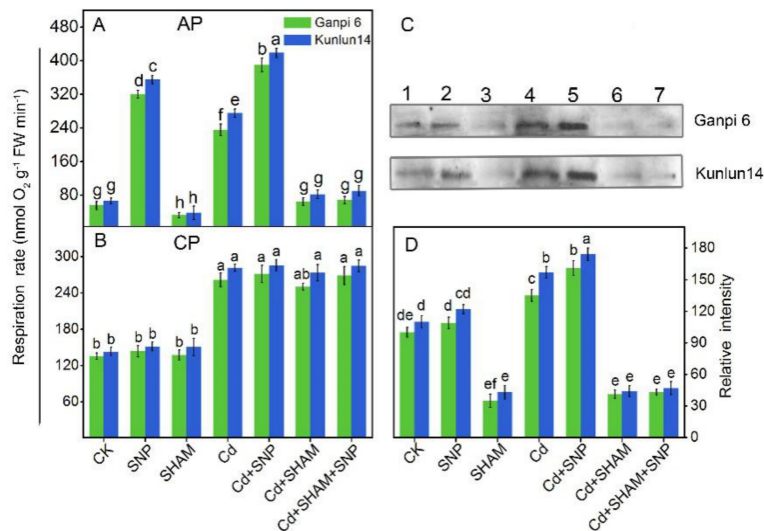 A
AP
Ganpi 6
Kunlun14
480
400
320
240
160
80
g g
d c
h h
f e
b a
g g
g g
B
CP
300
240
180
120
60
b b
b b
b b
a a
a a
ab a
a a
CK
SNP
SHAM
Cd
Cd+SNP
Cd+SHAM
Cd+SHAM+SNP
Respiration rate (nmol O₂ g⁻¹ FW min⁻¹)
C
1 2 3 4 5 6 7
Ganpi 6
Kunlun14
D
180
150
120
90
60
30
0
de d
d cd
ef e
c b
b a
e e
e e
CK
SNP
SHAM
Cd
Cd+SNP
Cd+SHAM
Cd+SHAM+SNP
Relative intensity